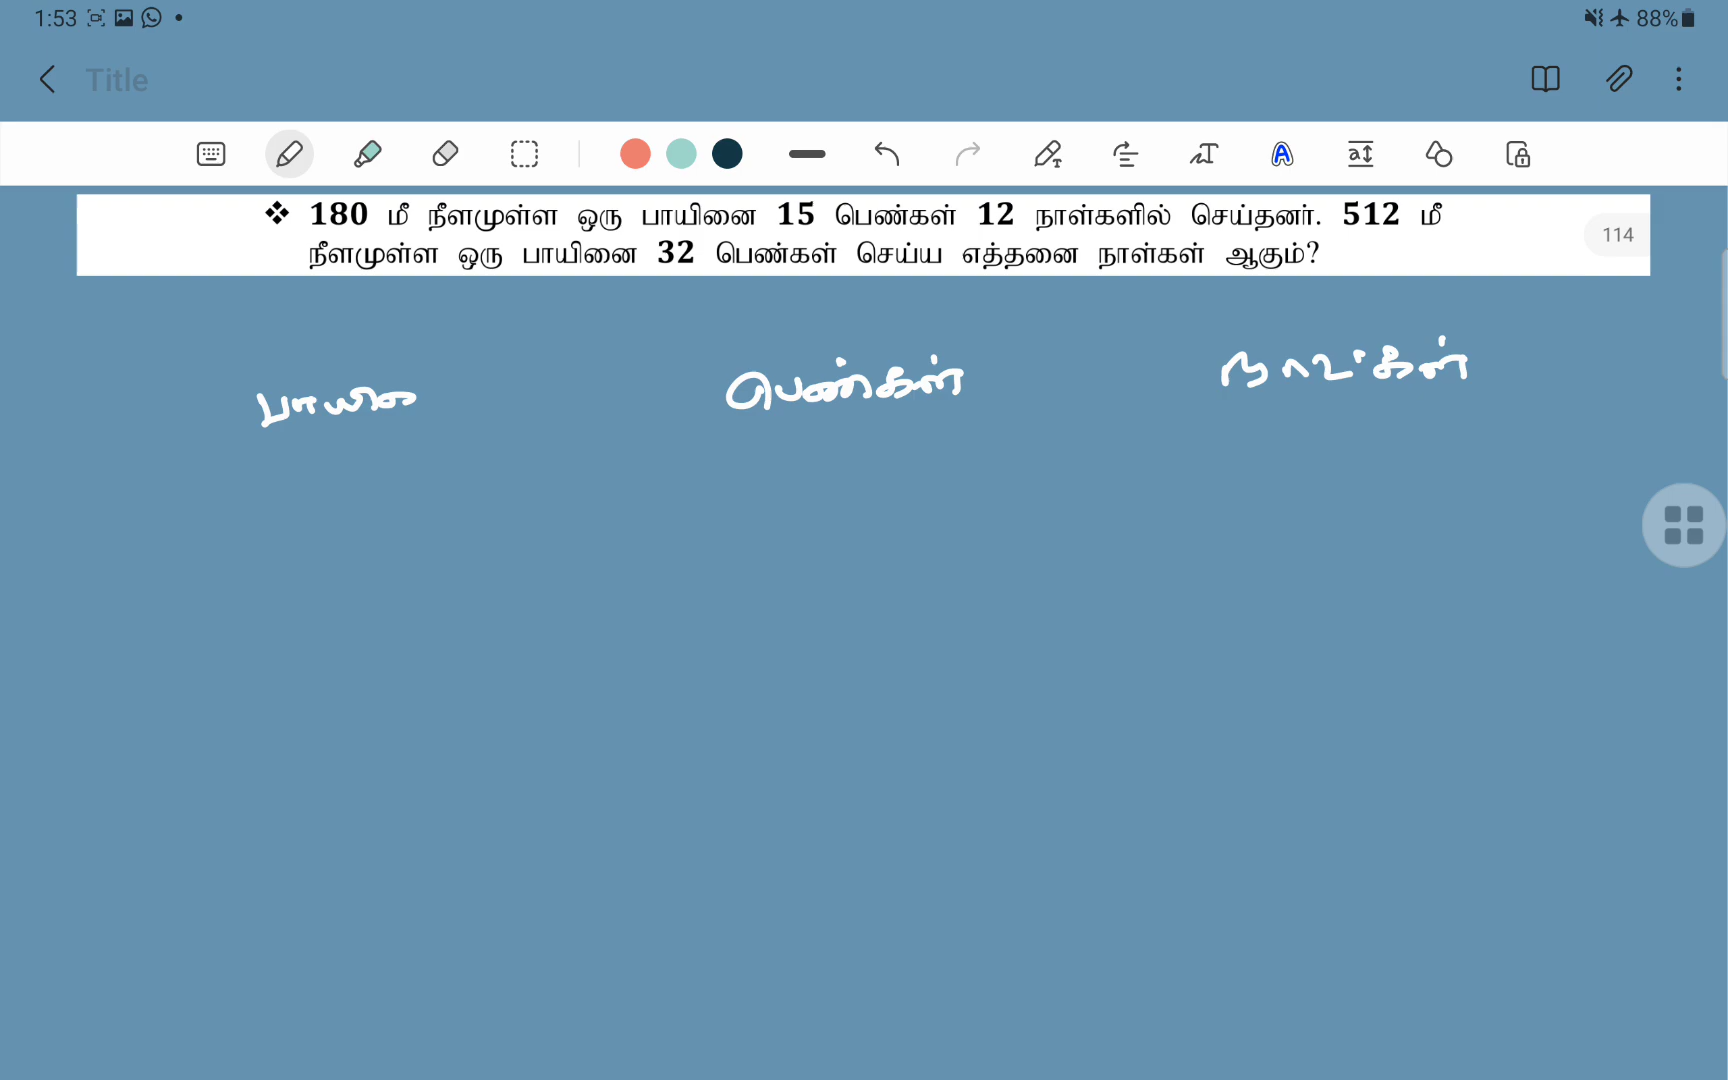 1:53
88%
Title
❖ 180 மீ நீளமுள்ள ஒரு பாயினை 15 பெண்கள் 12 நாள்களில் செய்தனர். 512 மீ
114
நீளமுள்ள ஒரு பாயினை 32 பெண்கள் செய்ய எத்தனை நாள்கள் ஆகும்?
பெண்கள் நாட்கள்